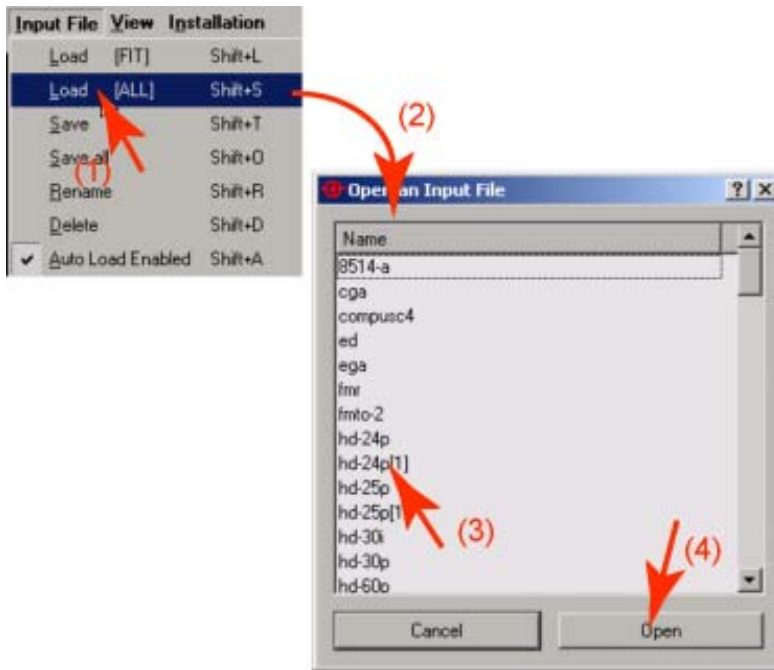 Input File View Installation
Load [FIT] Shift+L
Load [ALL] Shift+S
Save Shift+T
Save all Shift+O
Rename Shift+R
Delete Shift+D
Auto Load Enabled Shift+A
(1)
(2)
Open an Input File
Name
8514-a
cga
compusc4
ed
ega
fmr
fmto-2
hd-24p
hd-24p[1]
hd-25p
hd-25p[1
hd-30i
hd-30p
hd-60p
(3)
(4)
Cancel Open